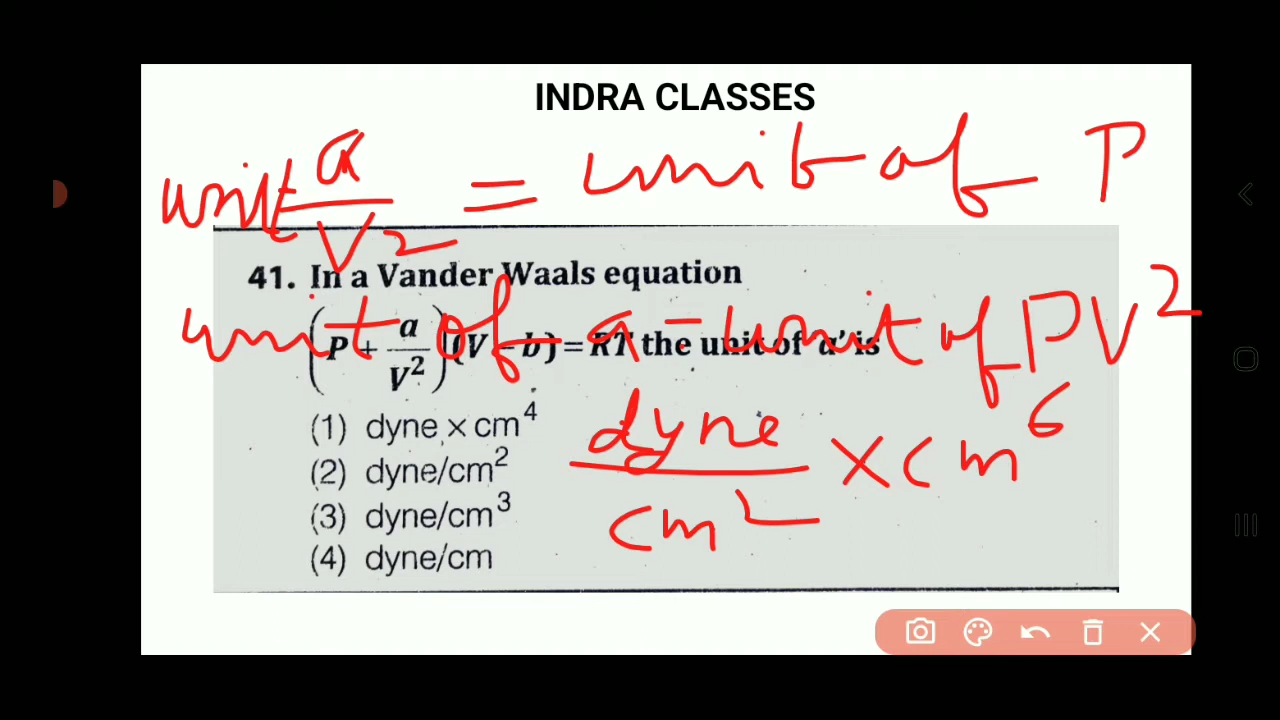 INDRA CLASSES
unit a/V² = unit of P
41. In a Vander Waals equation
unit of a - unit of PV²
(P + a/V²)(V - b) = RT the unit of 'a' is
(1) dyne × cm⁴
dyne/cm² × cm⁶
(2) dyne/cm²
(3) dyne/cm³
(4) dyne/cm